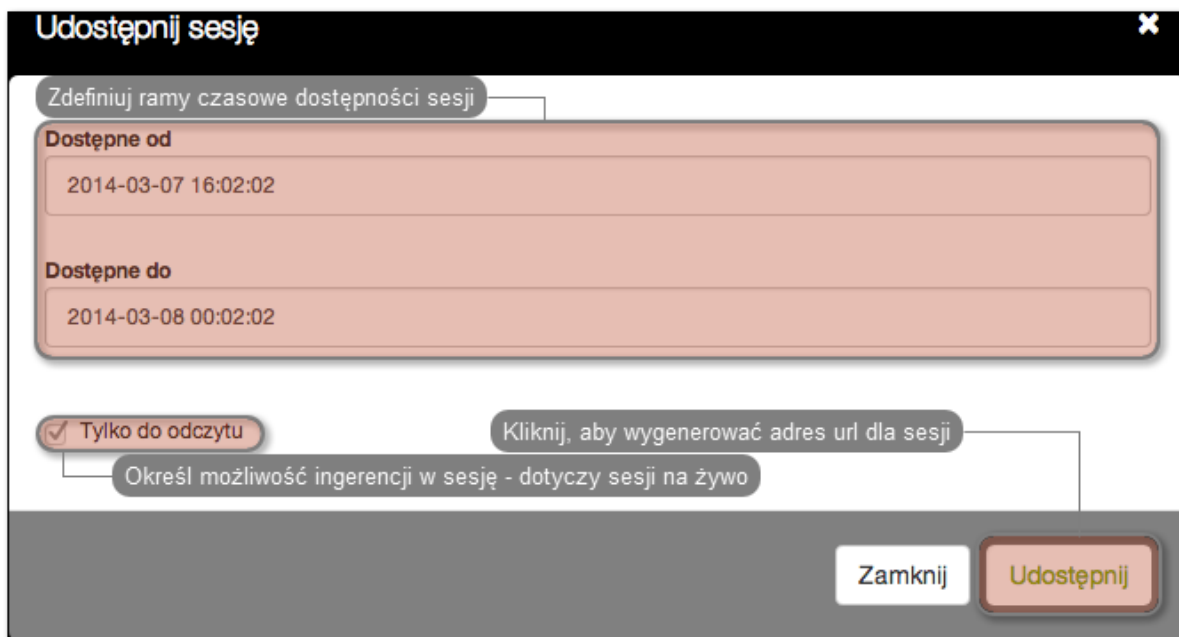 Udostępnij sesję
Zdefiniuj ramy czasowe dostępności sesji
Dostępne od
2014-03-07 16:02:02
Dostępne do
2014-03-08 00:02:02
Tylko do odczytu
Kliknij, aby wygenerować adres url dla sesji
Określ możliwość ingerencji w sesję - dotyczy sesji na żywo
Zamknij
Udostępnij